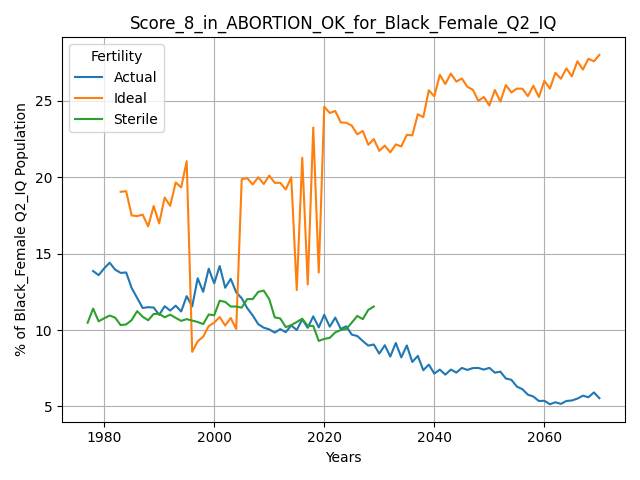 Score_8_in_ABORTION_OK_for_Black_Female_Q2_IQ
Fertility
Actual
Ideal
Sterile
% of Black_Female Q2_IQ Population
25
20
15
10
5
1980
2000
2020
2040
2060
Years